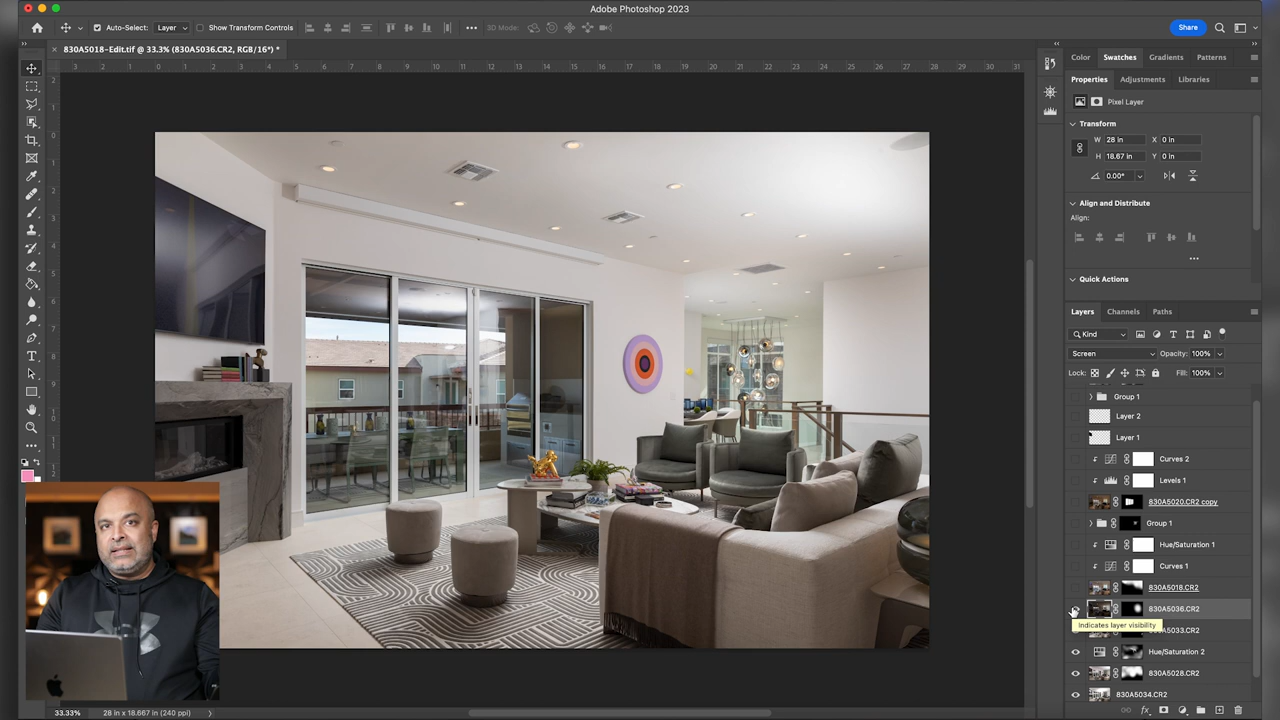 Adobe Photoshop 2023
Auto-Select: Layer Show Transform Controls 3D Mode: Share
830A5018-Edit.tif @ 33.3% (830A5036.CR2, RGB/16*) *
Color Swatches Gradients Patterns
Properties Adjustments Libraries
Pixel Layer
Transform
W 28 in X 0 in
H 18.67 in Y 0 in
0.00°
Align and Distribute
Align:
Quick Actions
Layers Channels Paths
Kind
Screen Opacity: 100%
Lock: Fill: 100%
Group 1
Layer 2
Layer 1
Curves 2
Levels 1
830A5020.CR2 copy
Group 1
Hue/Saturation 1
Curves 1
830A5018.CR2
830A5036.CR2
Indicates layer visibility
830A5033.CR2
Hue/Saturation 2
830A5028.CR2
830A5034.CR2
33.33% 28 in x 18.667 in (240 ppi)